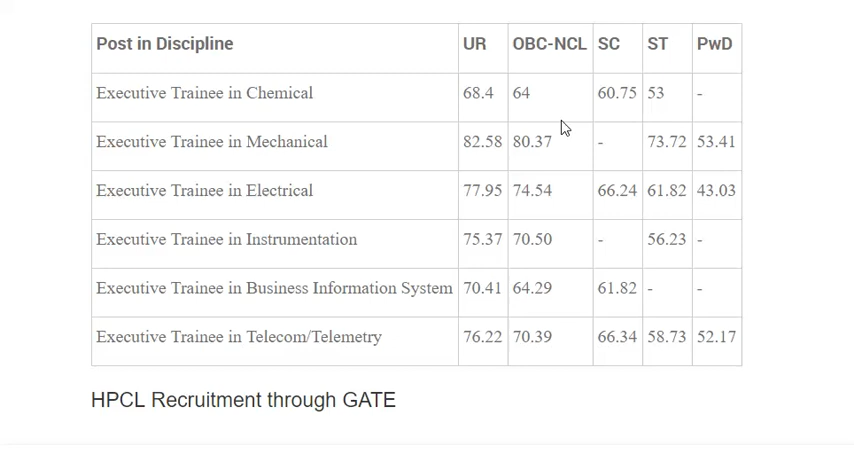 Post in Discipline UR OBC-NCL SC ST PwD
Executive Trainee in Chemical 68.4 64 60.75 53 -
Executive Trainee in Mechanical 82.58 80.37 - 73.72 53.41
Executive Trainee in Electrical 77.95 74.54 66.24 61.82 43.03
Executive Trainee in Instrumentation 75.37 70.50 - 56.23 -
Executive Trainee in Business Information System 70.41 64.29 61.82 - -
Executive Trainee in Telecom/Telemetry 76.22 70.39 66.34 58.73 52.17
HPCL Recruitment through GATE